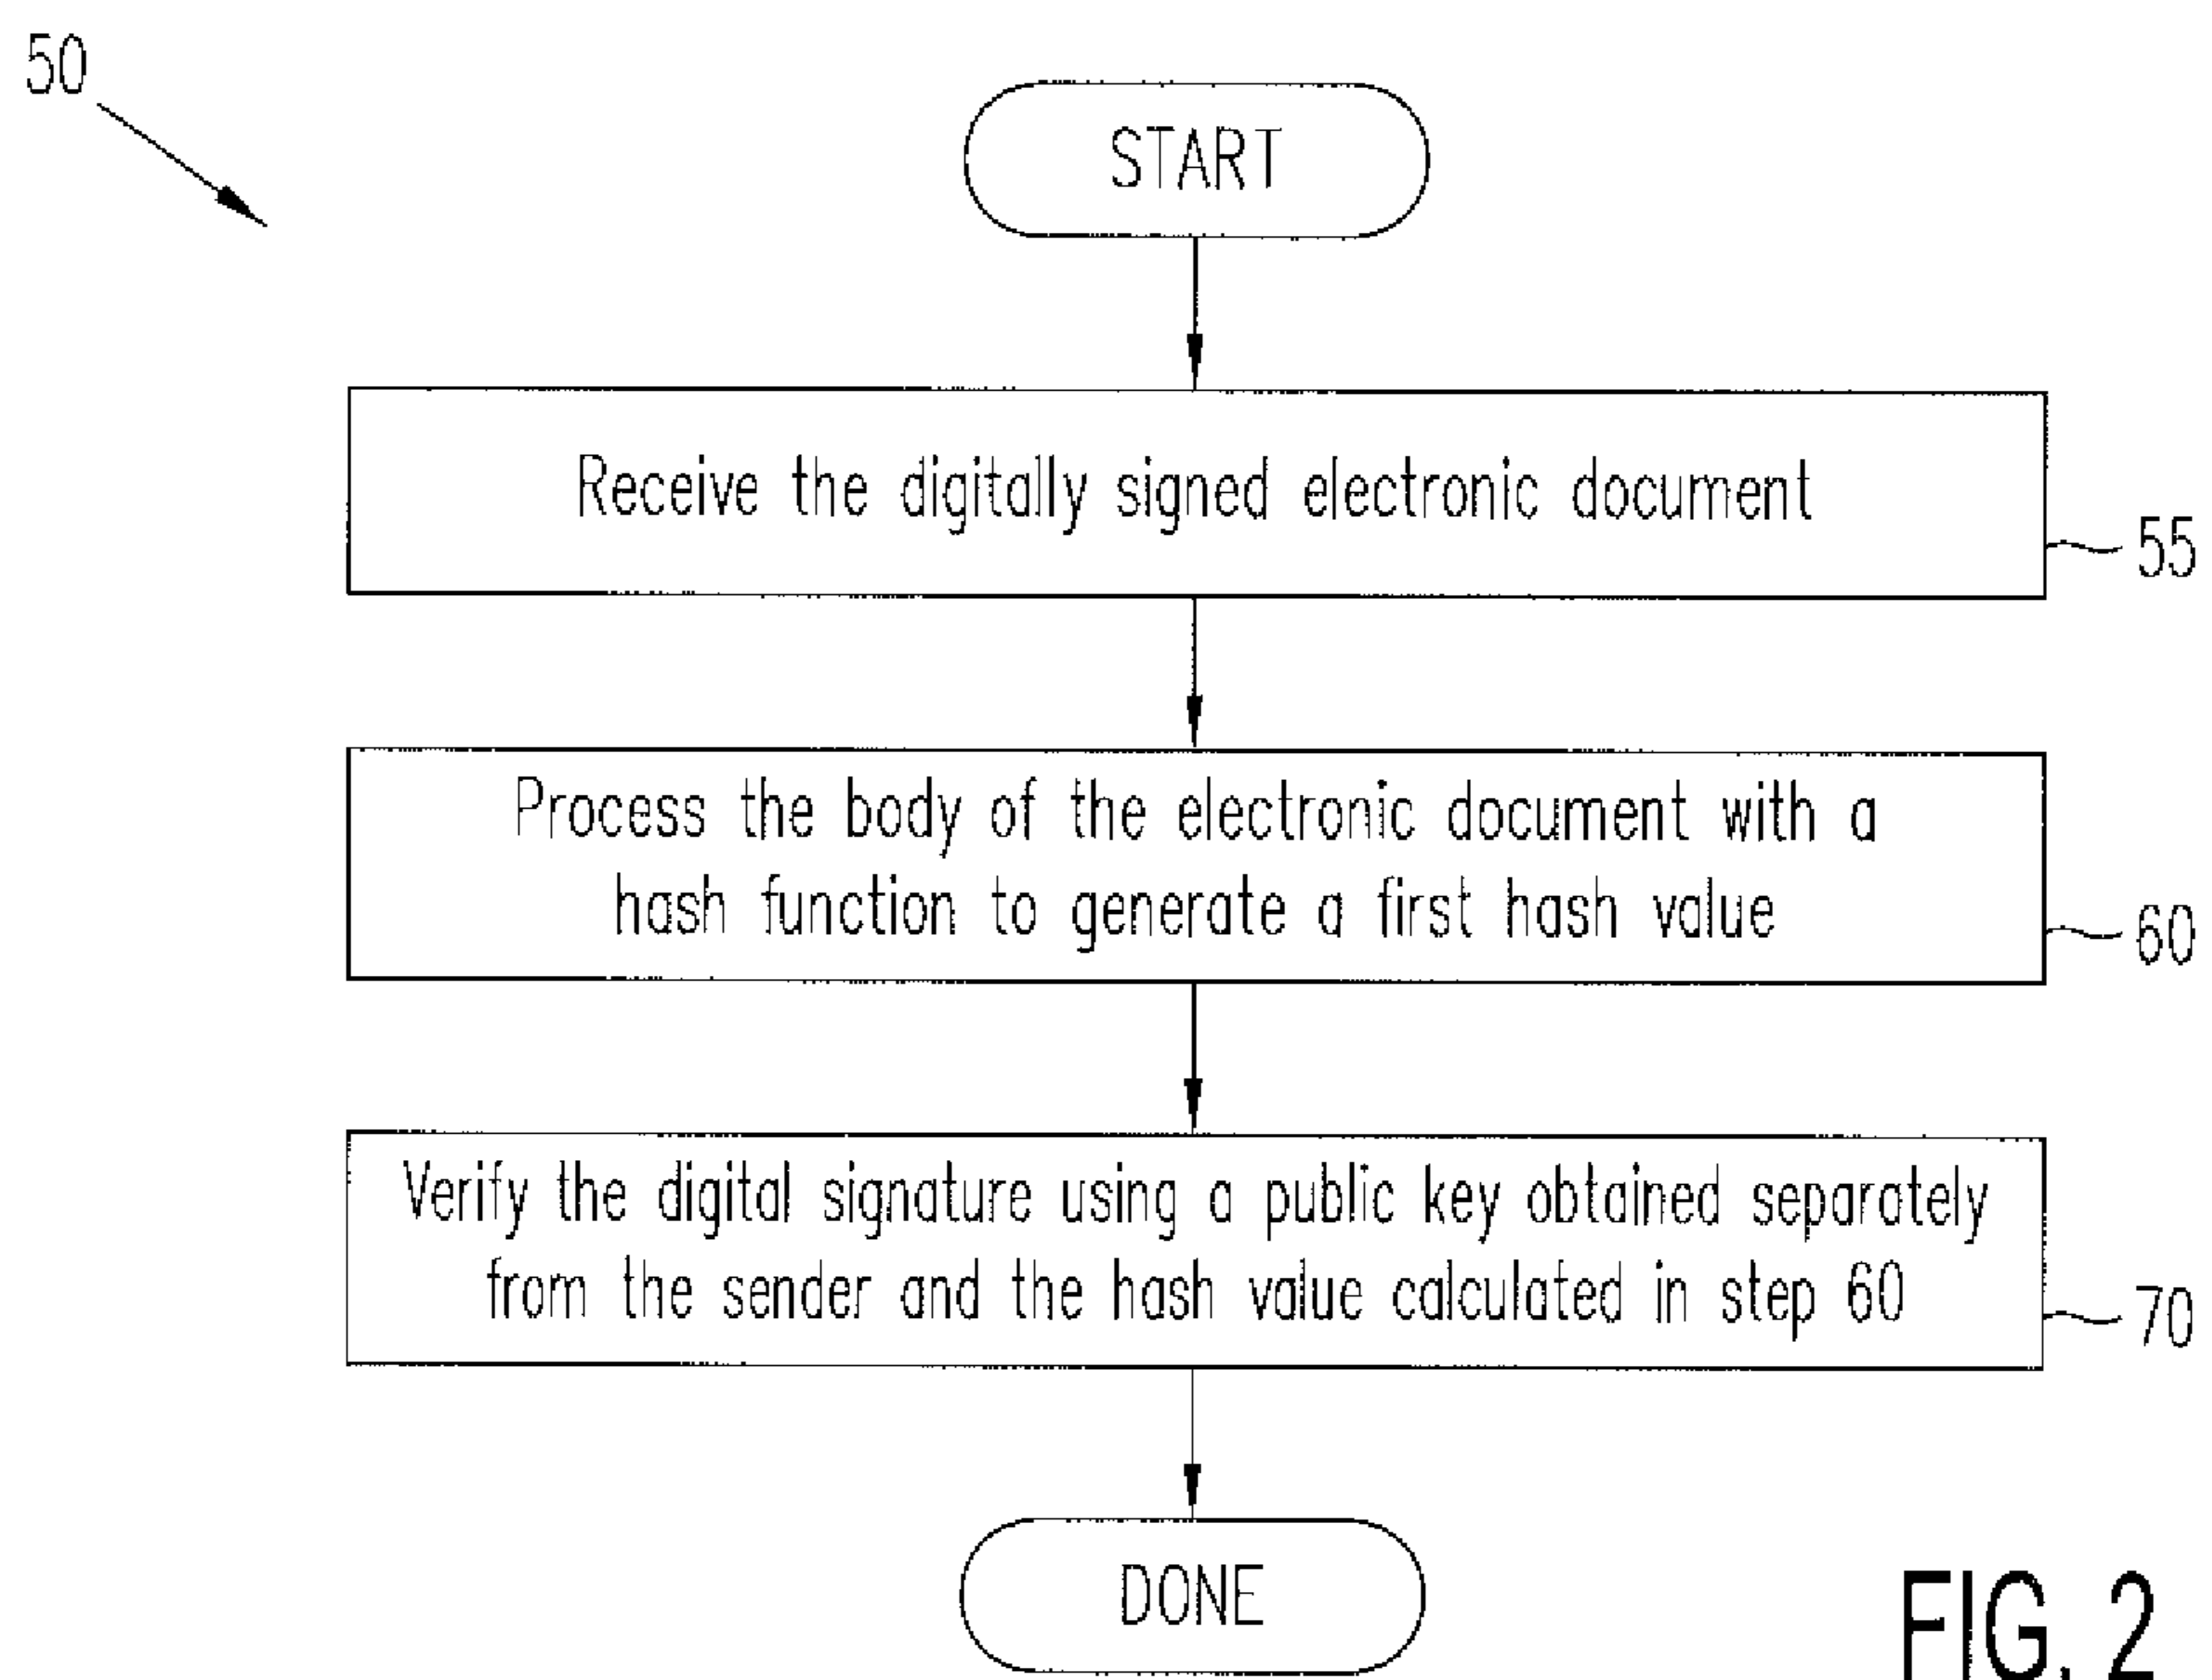 50
START
Receive the digitally signed electronic document
55
Process the body of the electronic document with a
hash function to generate a first hash value
60
Verify the digital signature using a public key obtained separately
from the sender and the hash value calculated in step 60
70
DONE
FIG. 2